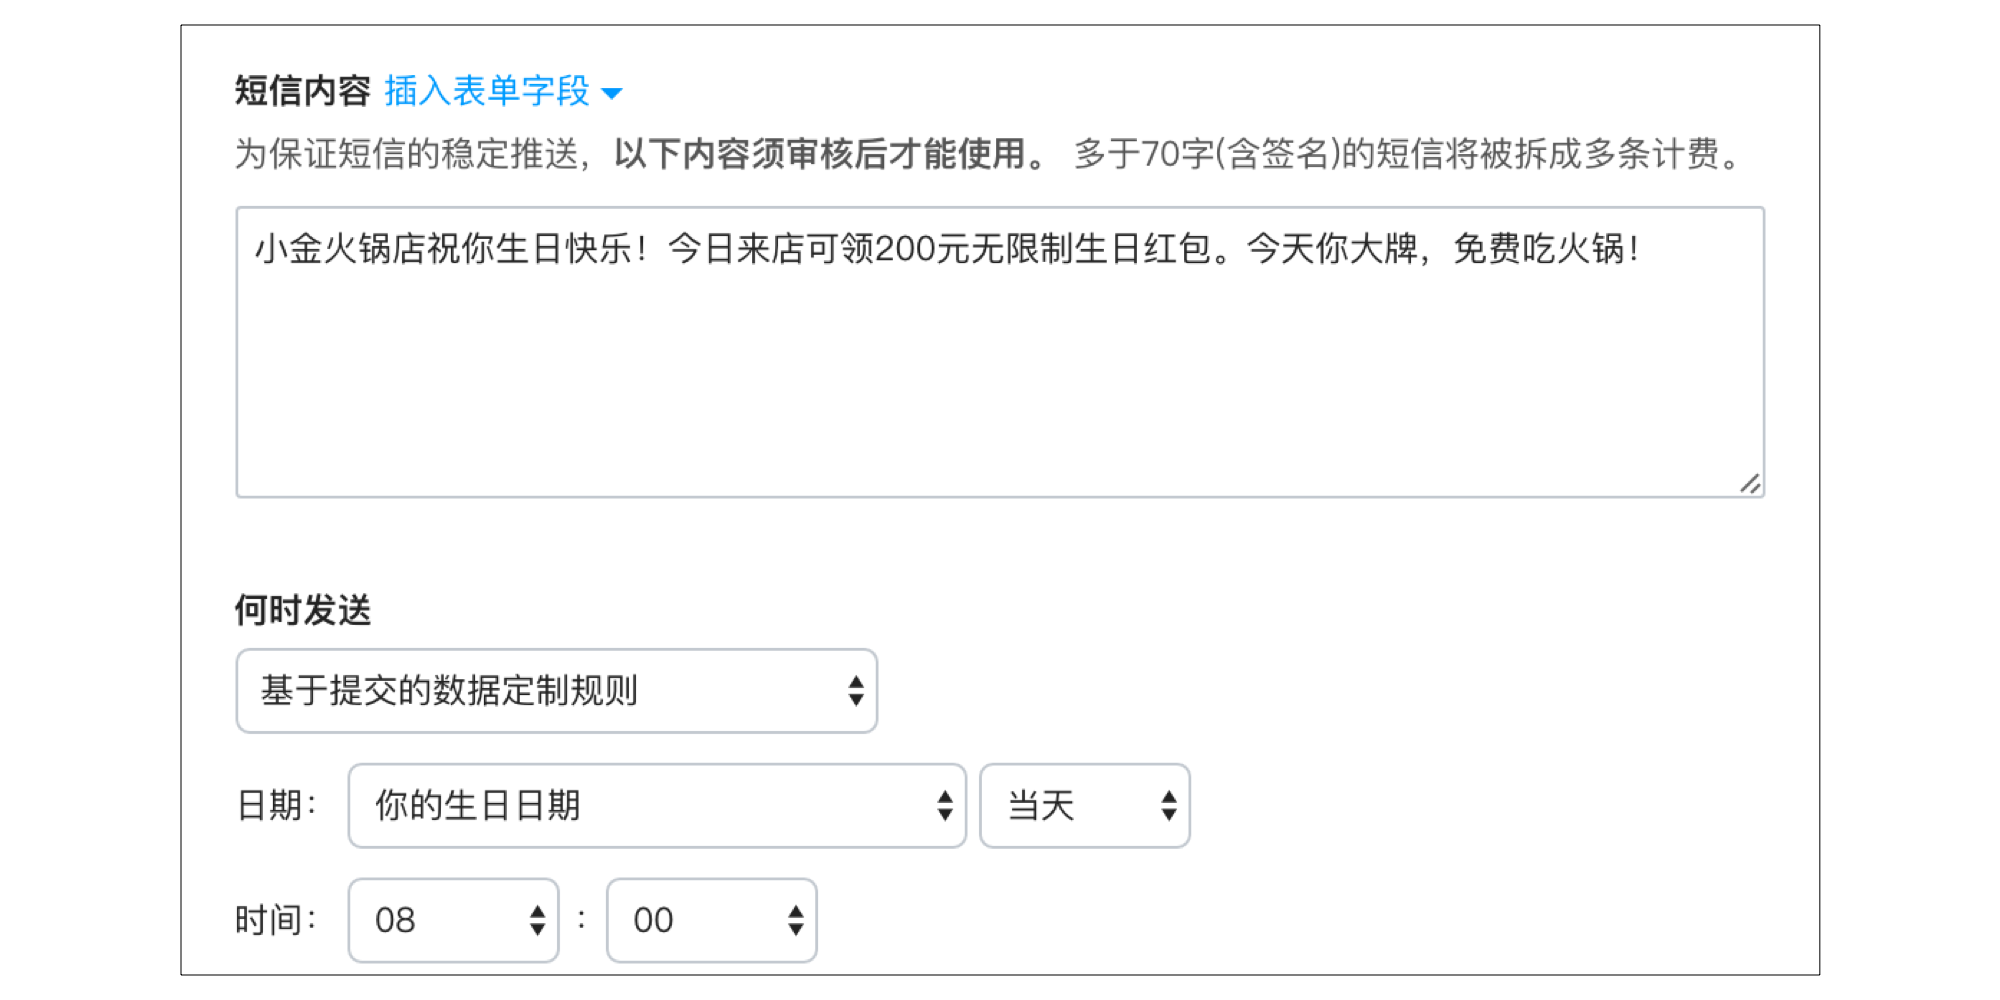 短信内容 插入表单字段
为保证短信的稳定推送，以下内容须审核后才能使用。 多于70字(含签名)的短信将被拆成多条计费。
小金火锅店祝你生日快乐！今日来店可领200元无限制生日红包。今天你大牌，免费吃火锅！
何时发送
基于提交的数据定制规则
日期： 你的生日日期 当天
时间： 08 : 00